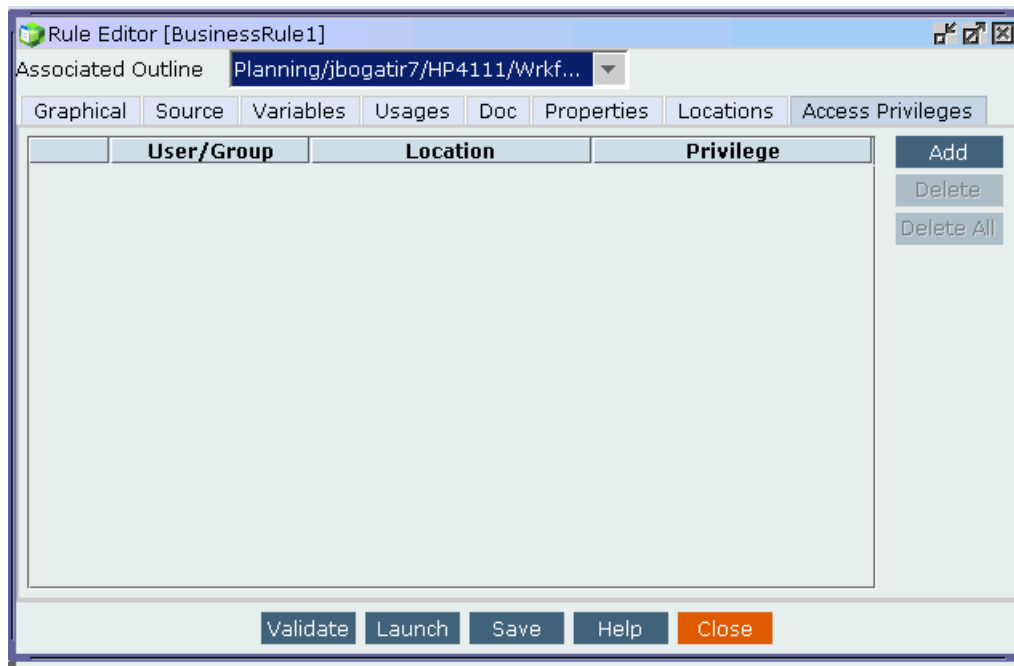 Rule Editor [BusinessRule1]
Associated Outline Planning/jbogatir7/HP4111/Wrkf...
Graphical Source Variables Usages Doc Properties Locations Access Privileges
User/Group Location Privilege Add
Delete
Delete All
Validate Launch Save Help Close